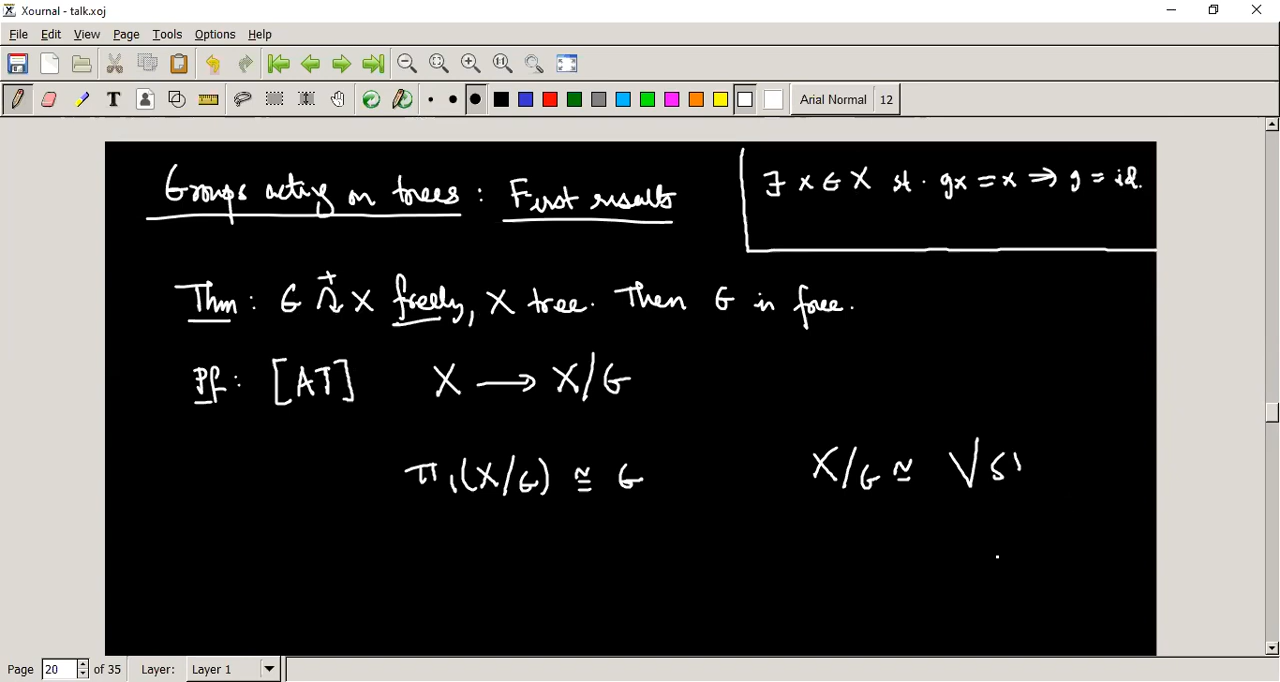 Xournal - talk.xoj
File Edit View Page Tools Options Help
Arial Normal 12
Groups acting on trees : First results
∃ x ∈ X st. gx = x ⇒ g = id.
Thm : G ↷⁺ X freely, X tree. Then G is free.
Pf : [AT] X ⟶ X/G
π₁(X/G) ≅ G X/G ≅ ⋁ S¹
Page 20 of 35 Layer: Layer 1